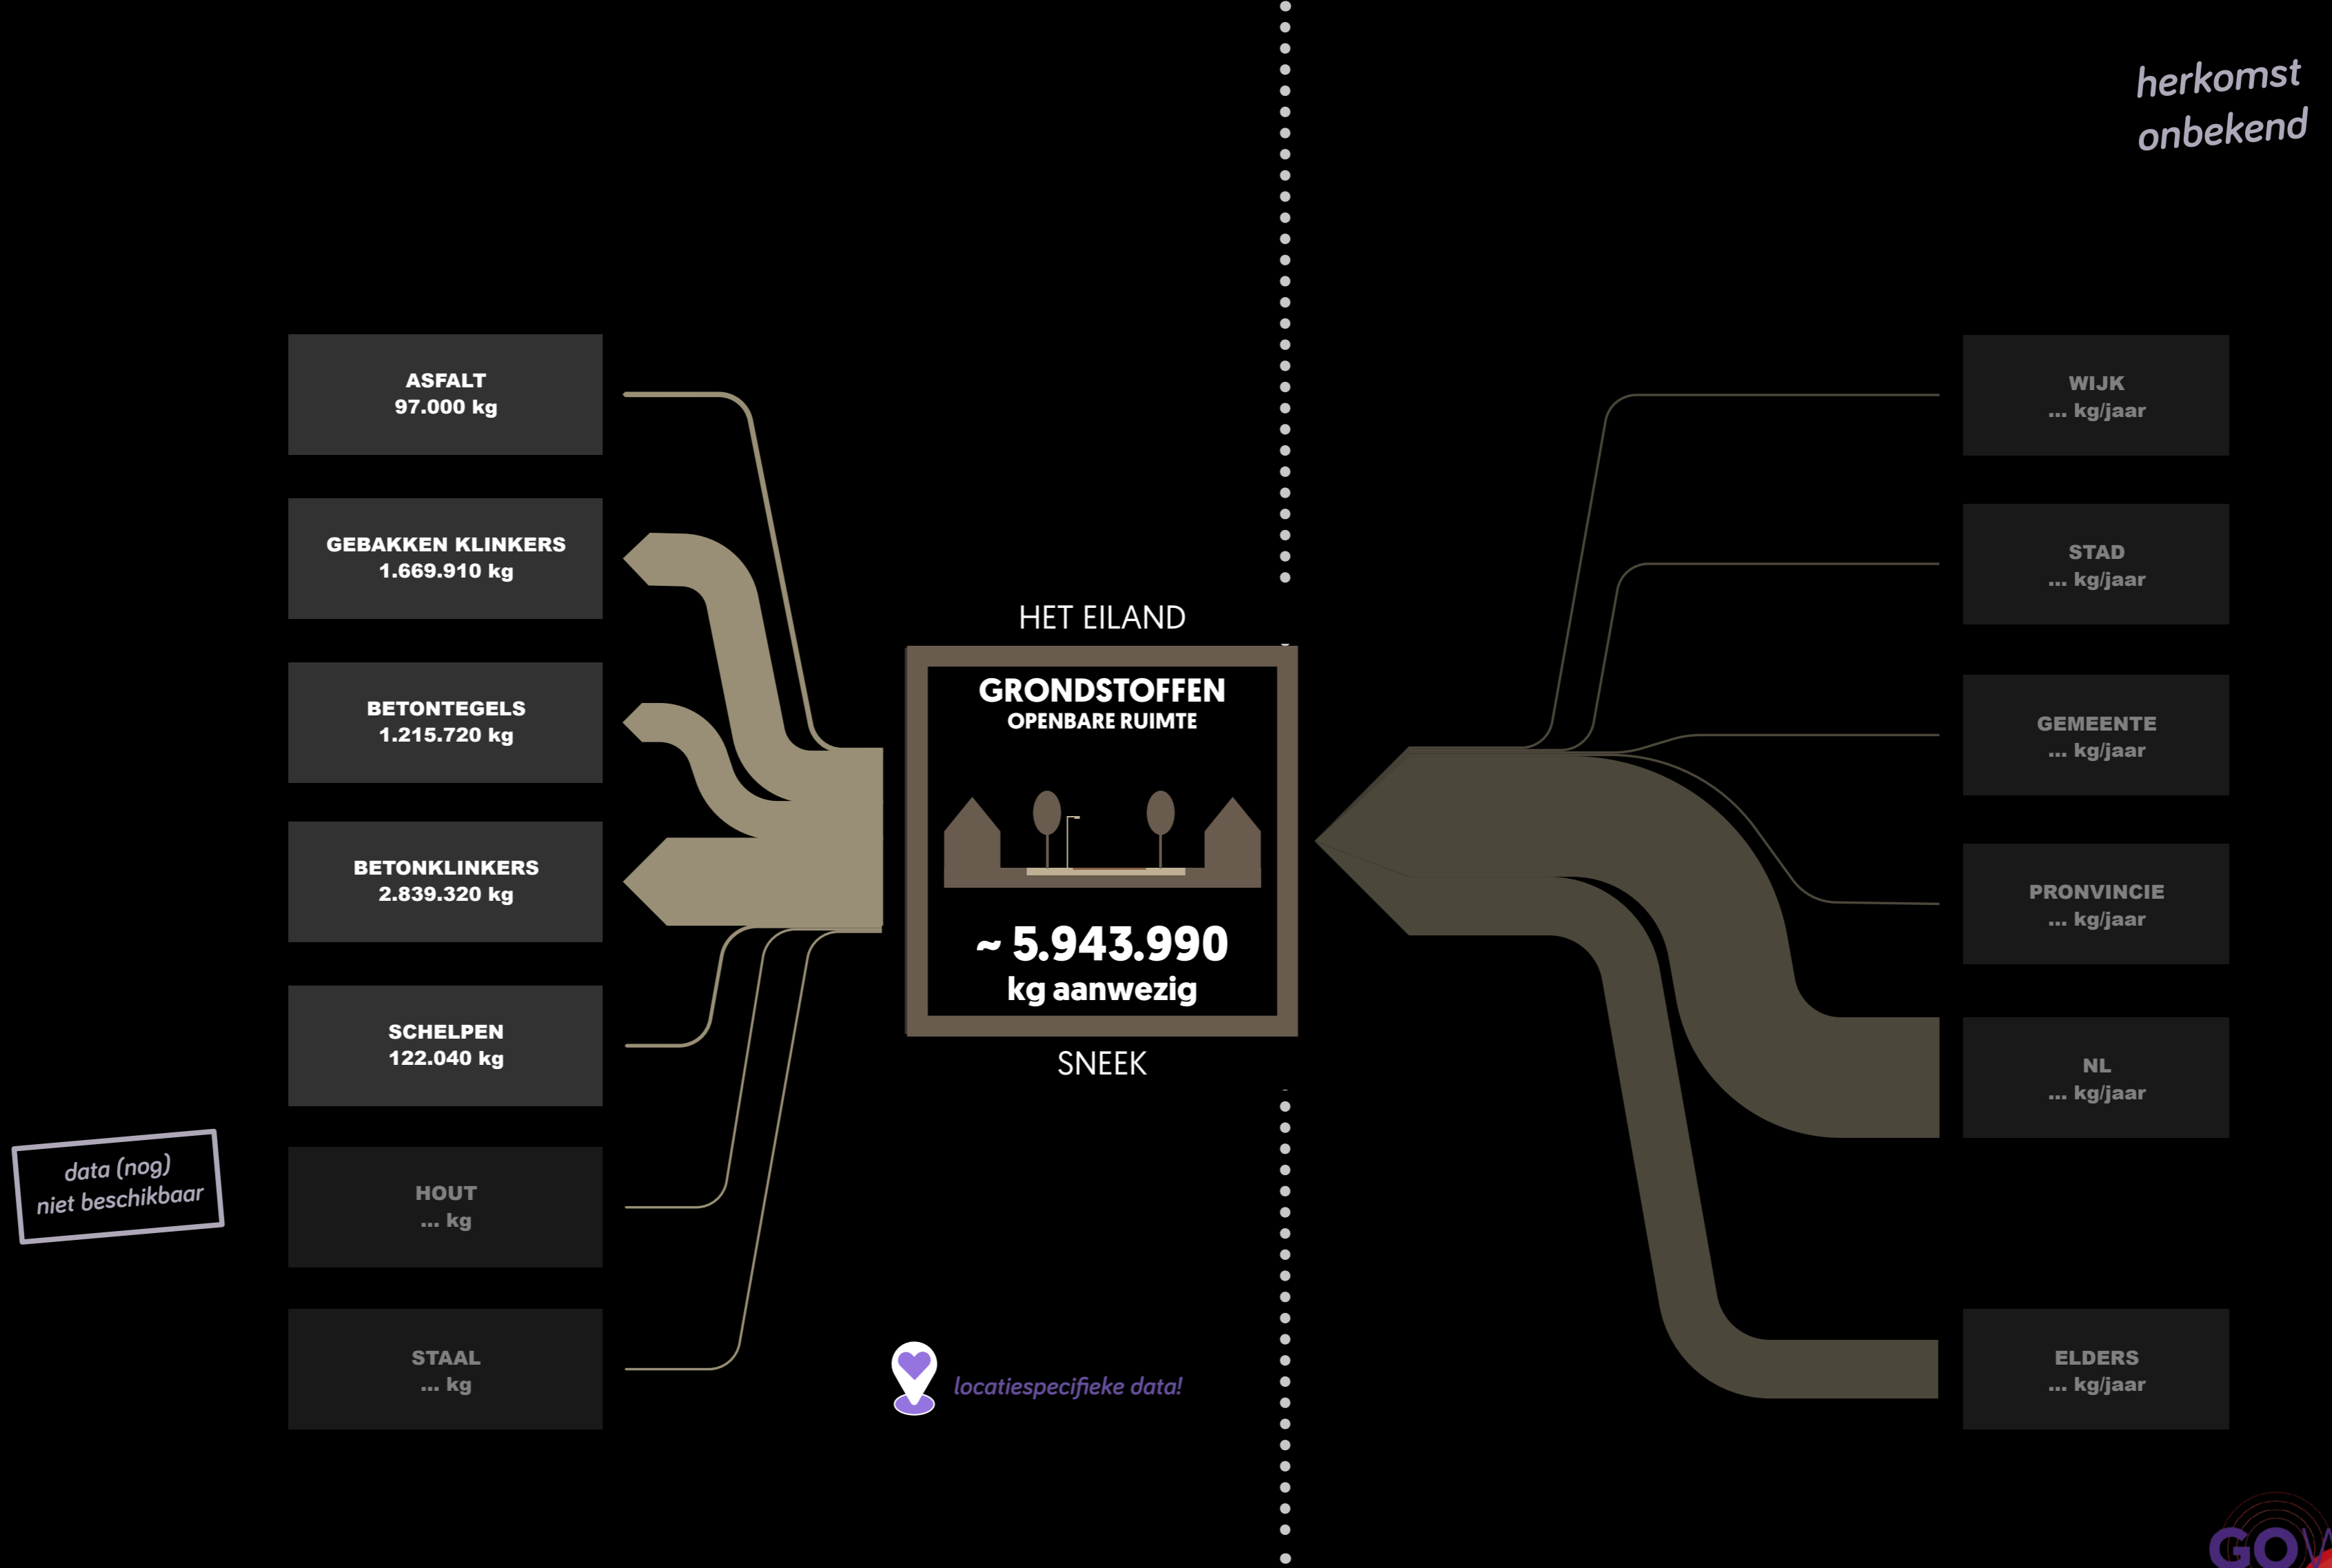 herkomst
onbekend
ASFALT
97.000 kg
GEBAKKEN KLINKERS
1.669.910 kg
BETONTEGELS
1.215.720 kg
BETONKLINKERS
2.839.320 kg
SCHELPEN
122.040 kg
HOUT
... kg
STAAL
... kg
data (nog)
niet beschikbaar
HET EILAND
GRONDSTOFFEN
OPENBARE RUIMTE
~ 5.943.990
kg aanwezig
SNEEK
locatiespecifieke data!
WIJK
... kg/jaar
STAD
... kg/jaar
GEMEENTE
... kg/jaar
PRONVINCIE
... kg/jaar
NL
... kg/jaar
ELDERS
... kg/jaar